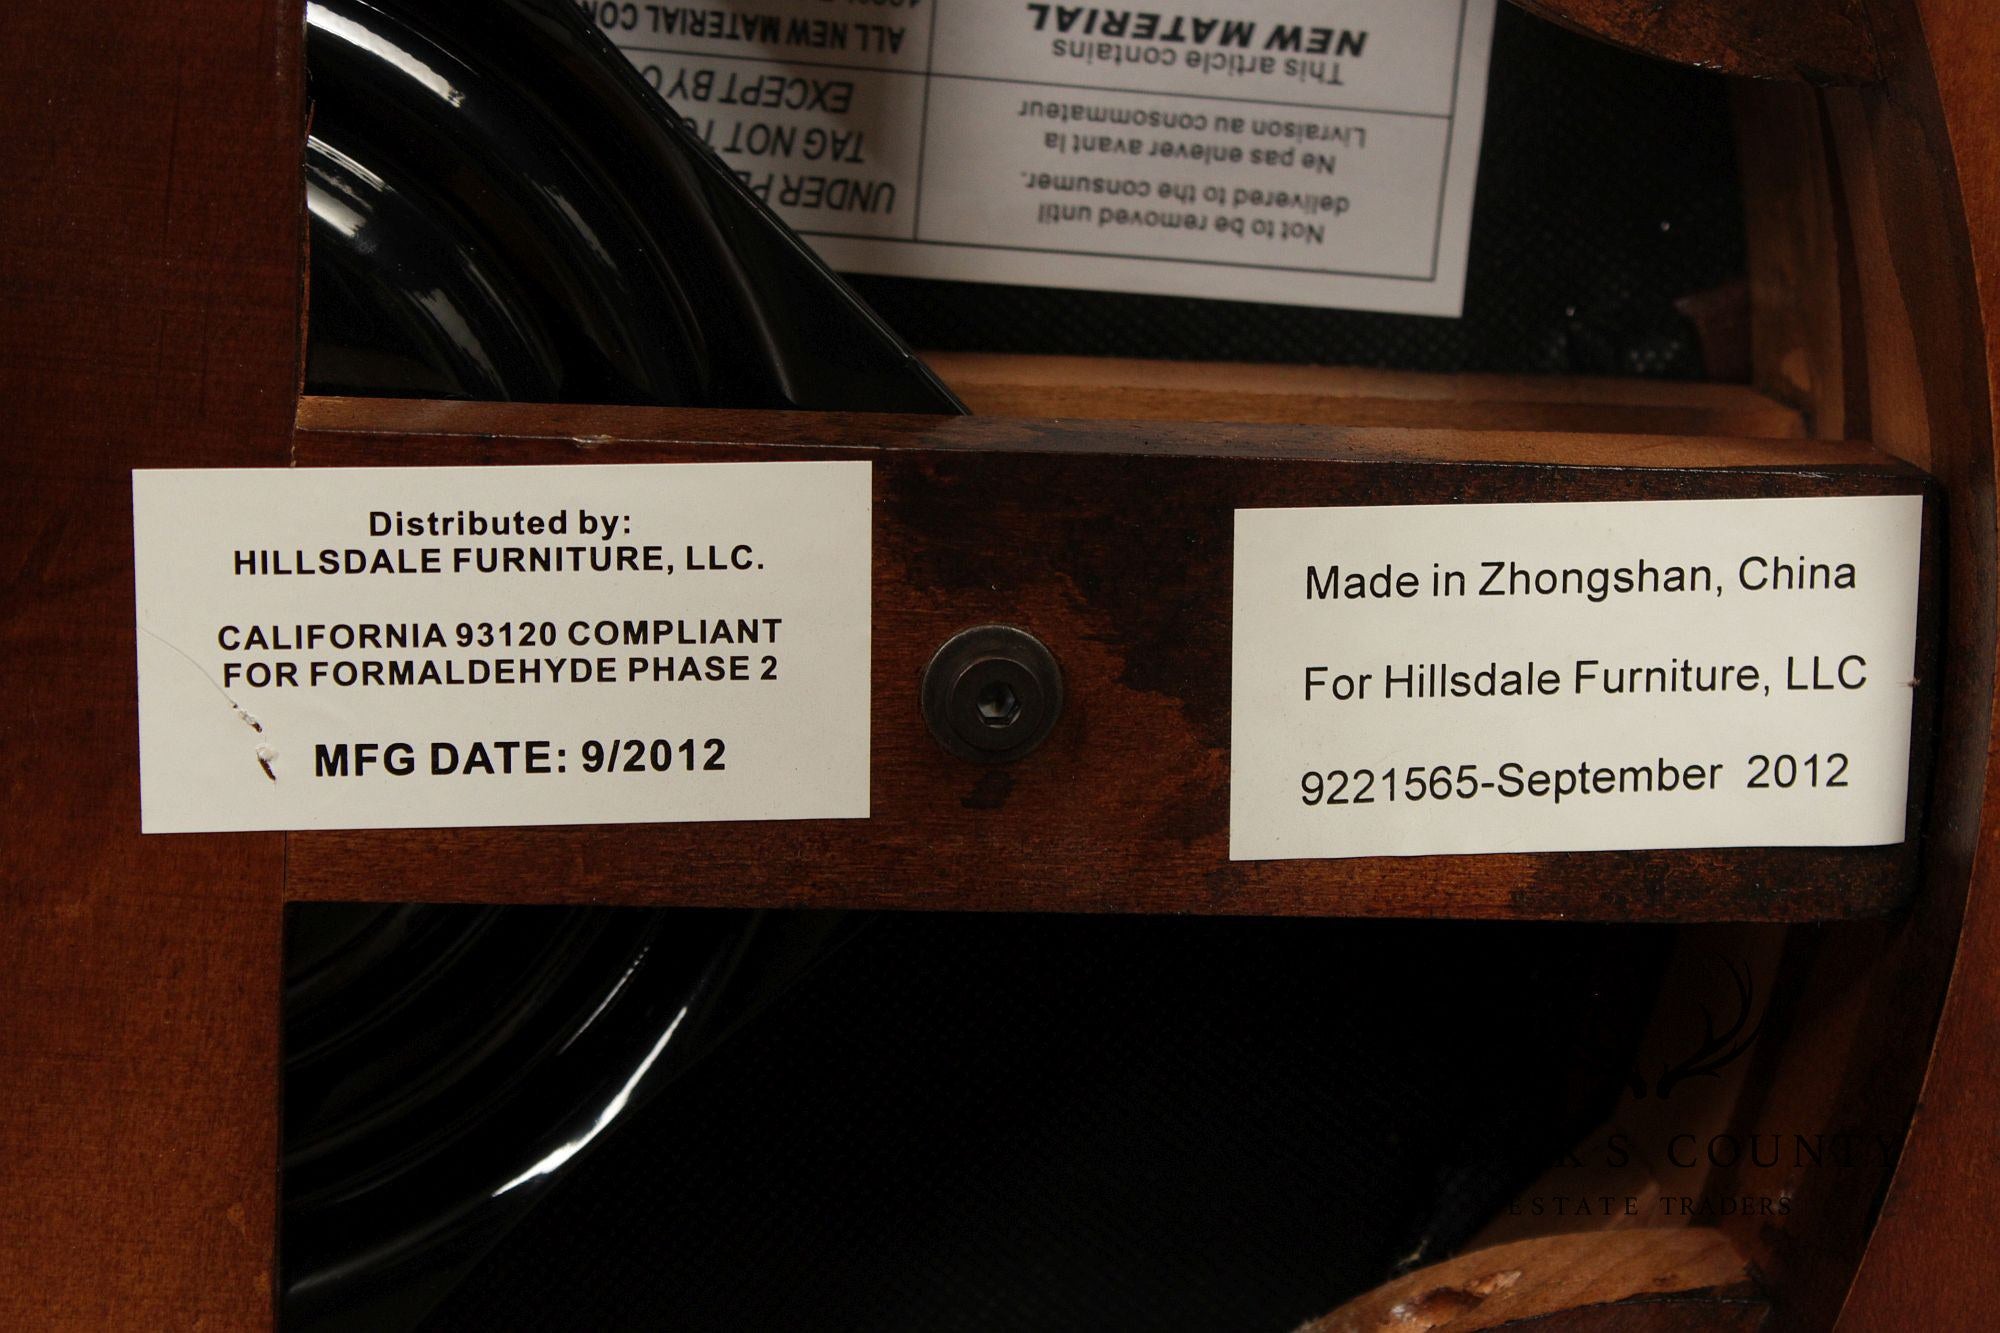 ALL NEW MATERIAL
EXCEPT BY
TAG NOT
UNDER
This article contains
NEW MATERIAL
Not to be removed until
delivered to the consumer.
Ne pas enlever avant la
Livraison au consommateur
Distributed by:
HILLSDALE FURNITURE, LLC.
CALIFORNIA 93120 COMPLIANT
FOR FORMALDEHYDE PHASE 2
MFG DATE: 9/2012
Made in Zhongshan, China
For Hillsdale Furniture, LLC
9221565-September 2012
COUNTY
ESTATE TRADERS